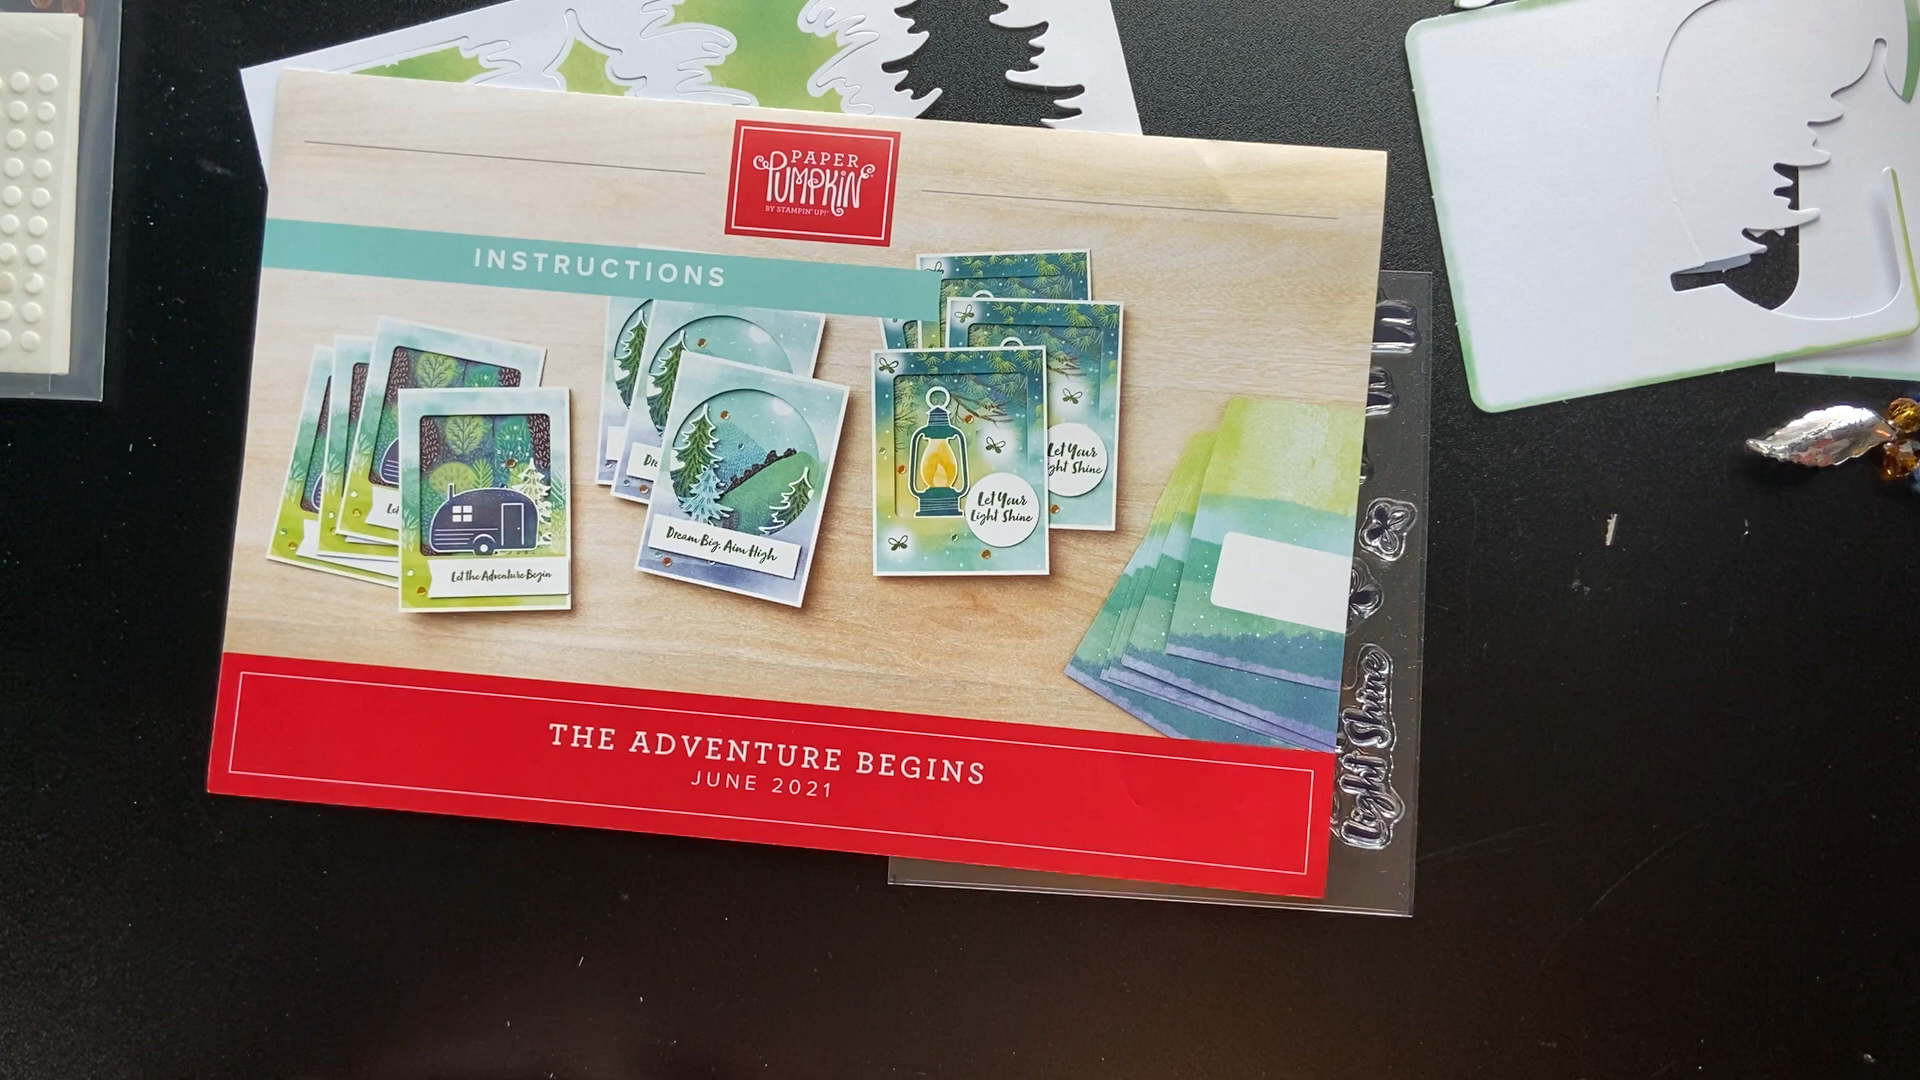 PAPER
PUMPKIN
BY STAMPIN' UP!
INSTRUCTIONS
Let the Adventure Begin
Dream Big, Aim High
Let Your
Light Shine
Let Your
ght Shine
THE ADVENTURE BEGINS
JUNE 2021
Light Shine